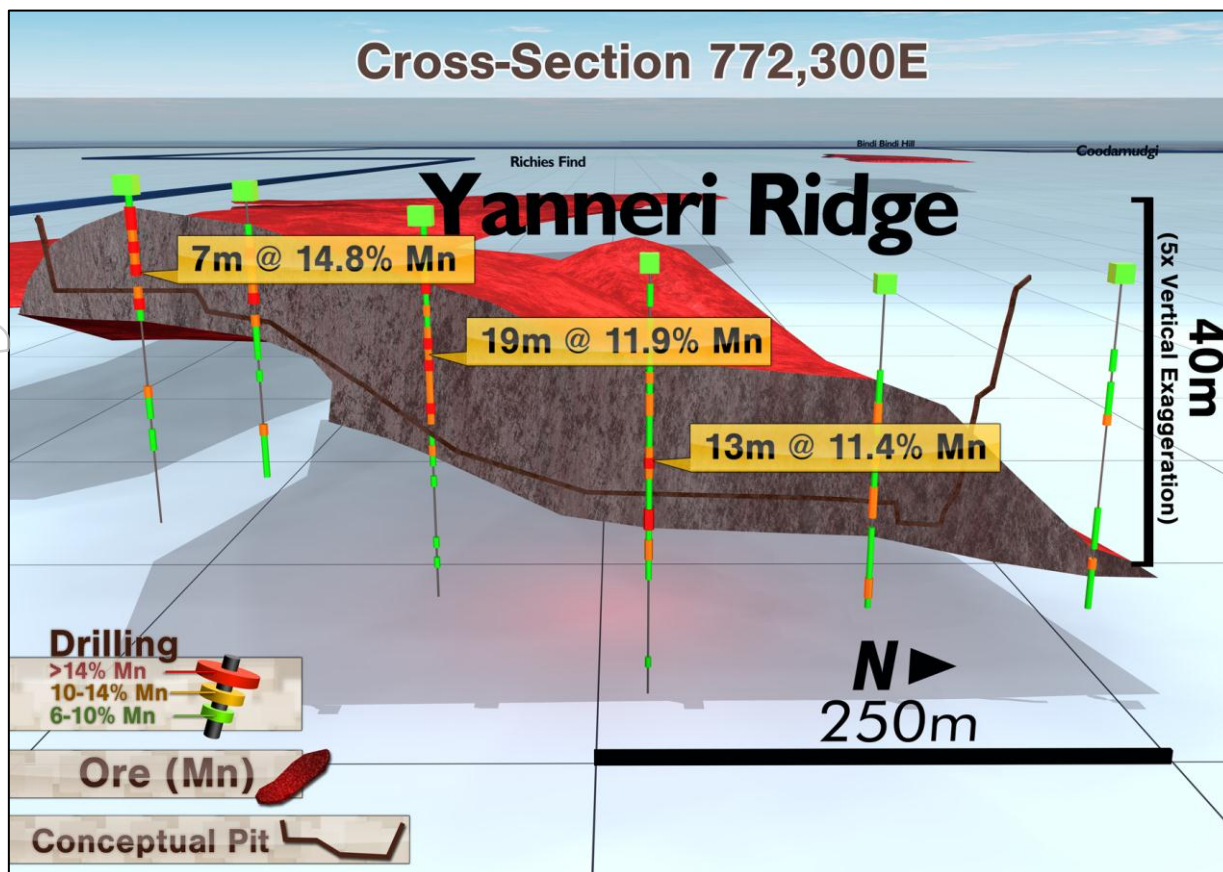 Cross-Section 772,300E
Bindi Bindi Hill
Coodamudgi
Richies Find
Yanneri Ridge
7m @ 14.8% Mn
19m @ 11.9% Mn
13m @ 11.4% Mn
40m
(5x Vertical Exaggeration)
N
250m
Drilling
>14% Mn
10-14% Mn
6-10% Mn
Ore (Mn)
Conceptual Pit